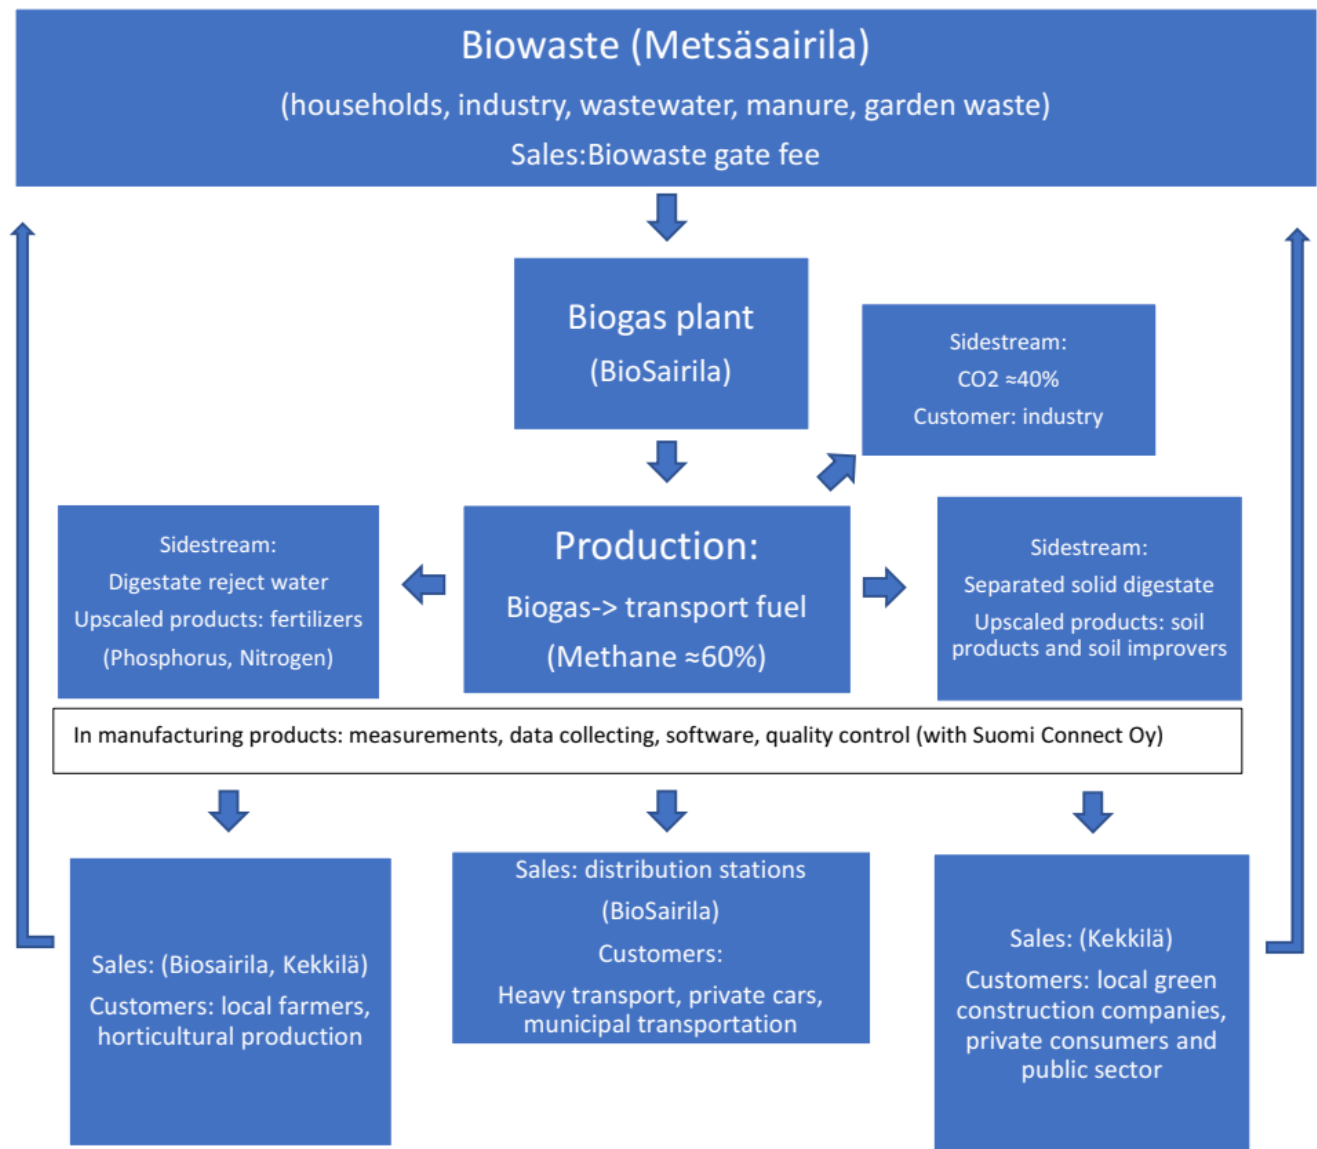 Biowaste (Metsäsairila)
(households, industry, wastewater, manure, garden waste)
Sales:Biowaste gate fee
Biogas plant
(BioSairila)
Sidestream:
CO2 ≈40%
Customer: industry
Sidestream:
Digestate reject water
Upscaled products: fertilizers
(Phosphorus, Nitrogen)
Production:
Biogas-> transport fuel
(Methane ≈60%)
Sidestream:
Separated solid digestate
Upscaled products: soil
products and soil improvers
In manufacturing products: measurements, data collecting, software, quality control (with Suomi Connect Oy)
Sales: (Biosairila, Kekkilä)
Customers: local farmers,
horticultural production
Sales: distribution stations
(BioSairila)
Customers:
Heavy transport, private cars,
municipal transportation
Sales: (Kekkilä)
Customers: local green
construction companies,
private consumers and
public sector